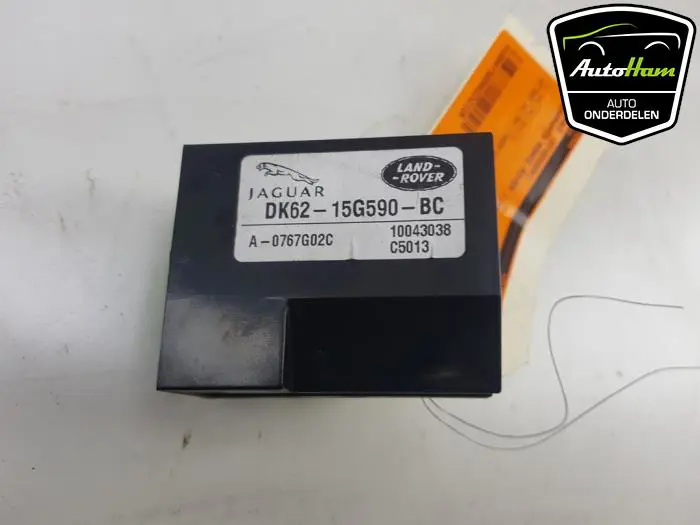 AutoHam
AUTO
ONDERDELEN
JAGUAR
LAND-
-ROVER
DK62-15G590-BC
A-0767G02C
10043038
C5013